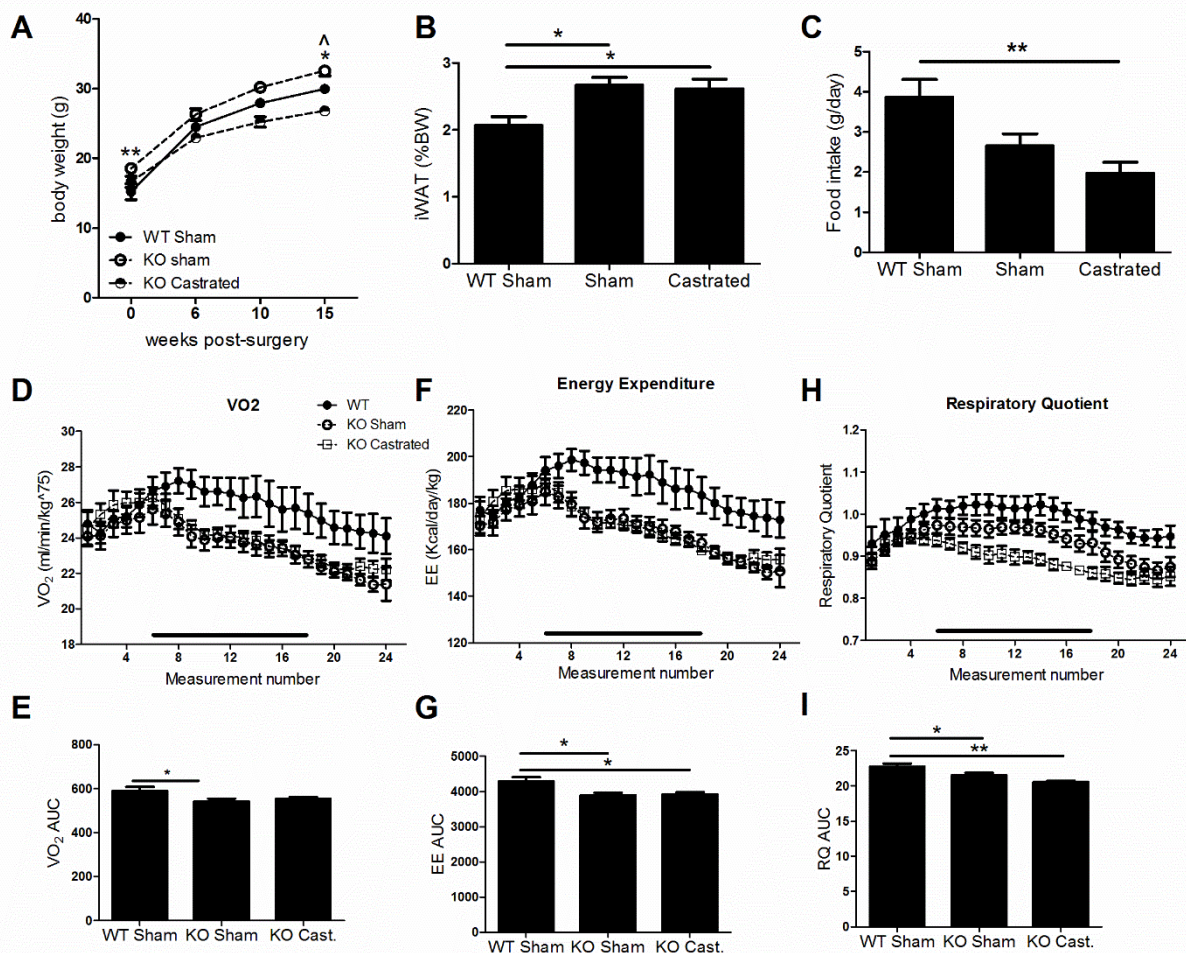 A
body weight (g)
40
30
20
10
0
**
^
*
WT Sham
KO sham
KO Castrated
0 6 10 15
weeks post-surgery
B
iWAT (%BW)
3
2
1
0
*
*
WT Sham Sham Castrated
C
Food intake (g/day)
5
4
3
2
1
0
**
WT Sham Sham Castrated
D
VO2
WT
KO Sham
KO Castrated
VO₂ (ml/min/kg^75)
30
28
26
24
22
20
18
4 8 12 16 20 24
Measurement number
F
Energy Expenditure
EE (Kcal/day/kg)
220
200
180
160
140
120
4 8 12 16 20 24
Measurement number
H
Respiratory Quotient
Respiratory Quotient
1.2
1.1
1.0
0.9
0.8
0.7
4 8 12 16 20 24
Measurement number
E
VO₂ AUC
800
600
400
200
0
*
WT Sham KO Sham KO Cast.
G
EE AUC
5000
4000
3000
2000
1000
0
*
*
WT Sham KO Sham KO Cast.
I
RQ AUC
25
20
15
10
5
0
*
**
WT Sham KO Sham KO Cast.